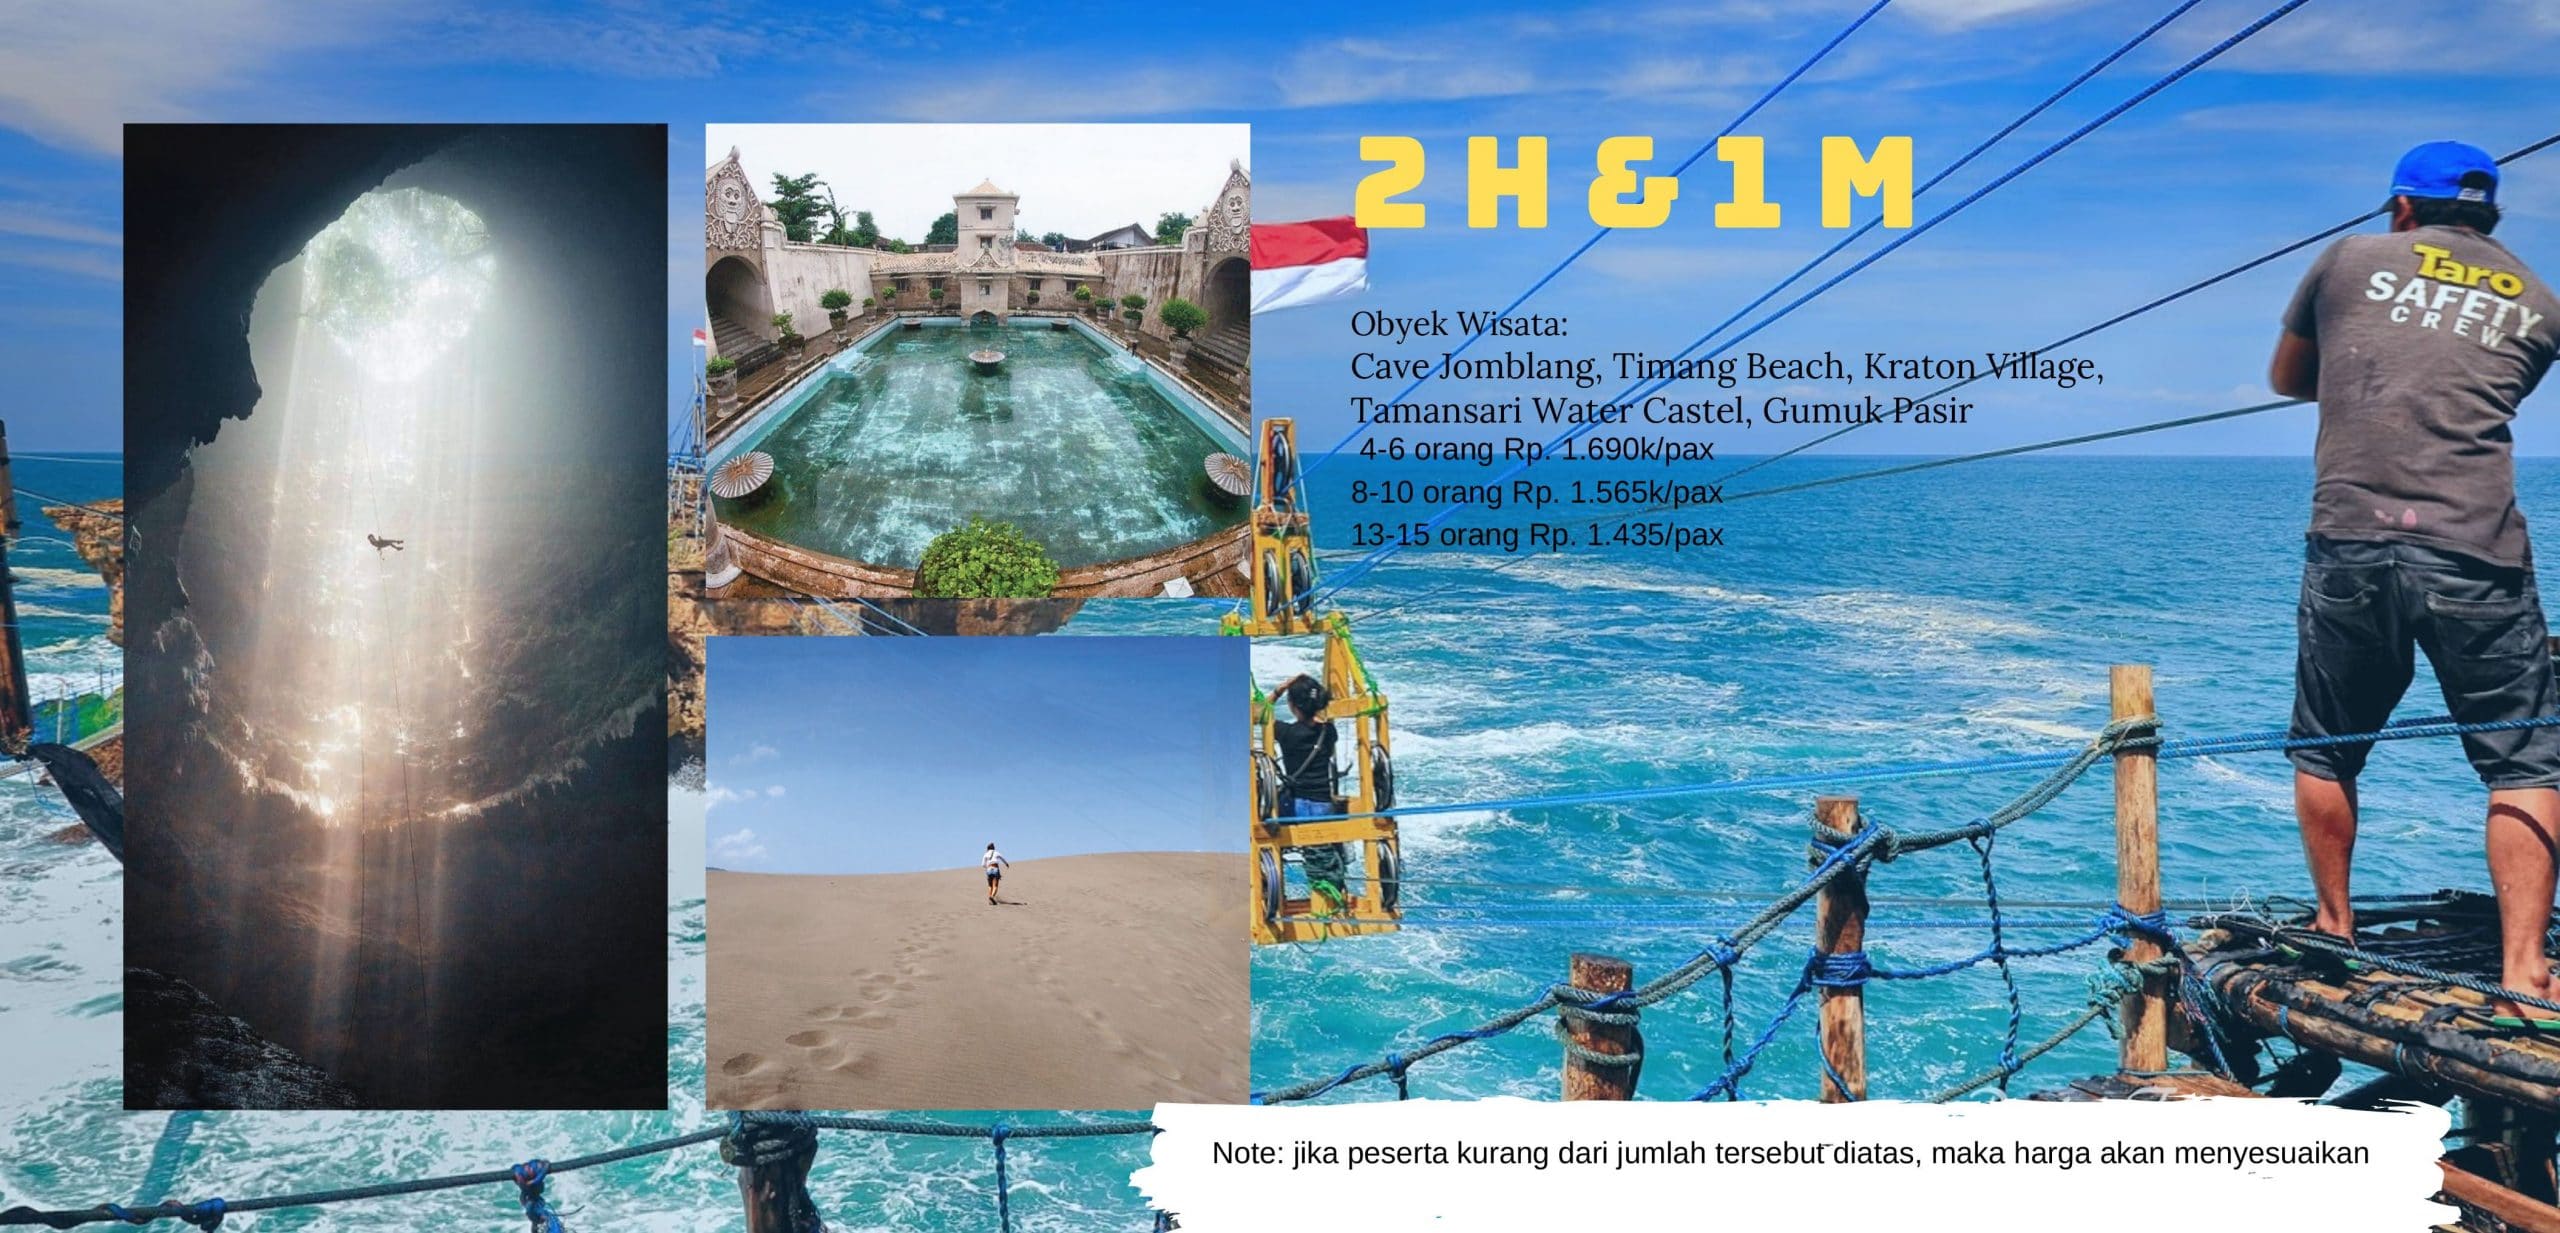 2H&1M
Obyek Wisata:
Cave Jomblang, Timang Beach, Kraton Village,
Tamansari Water Castel, Gumuk Pasir
4-6 orang Rp. 1.690k/pax
8-10 orang Rp. 1.565k/pax
13-15 orang Rp. 1.435/pax
Taro
SAFETY
CREW
Note: jika peserta kurang dari jumlah tersebut diatas, maka harga akan menyesuaikan